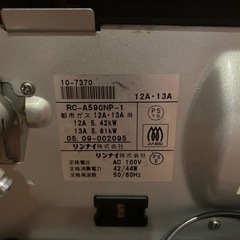 10-7370
12A・13A
RC-A590NP-1
都市ガス 12A・13A 用
12A 5.42kW
13A 5.81kW
05.09-002095
リンナイ株式会社
リンナイ株式会社
定格電圧 AC 100V
定格消費電力 42/44W
定格周波数 50/60Hz